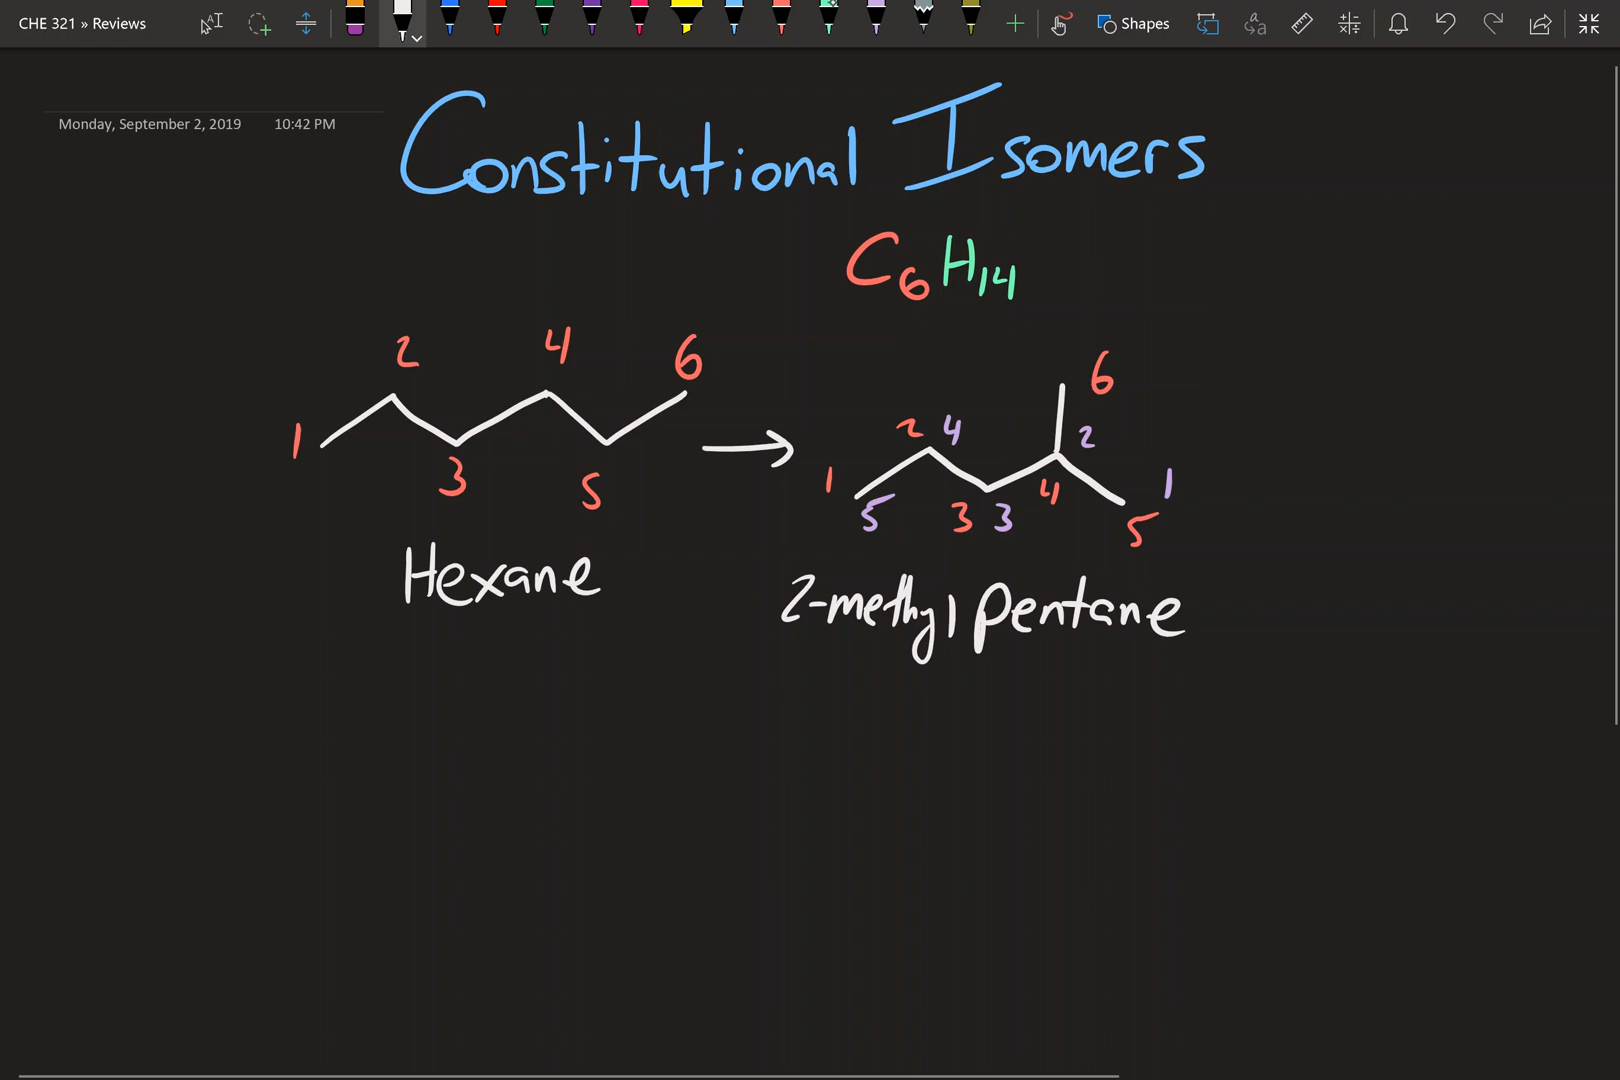 CHE 321 » Reviews
Shapes
Monday, September 2, 2019 10:42 PM
Constitutional Isomers
C6H14
2 4 6
1
3 5
Hexane
6
2 4 2
1 4 1
5 3 3 5
2-methyl pentane